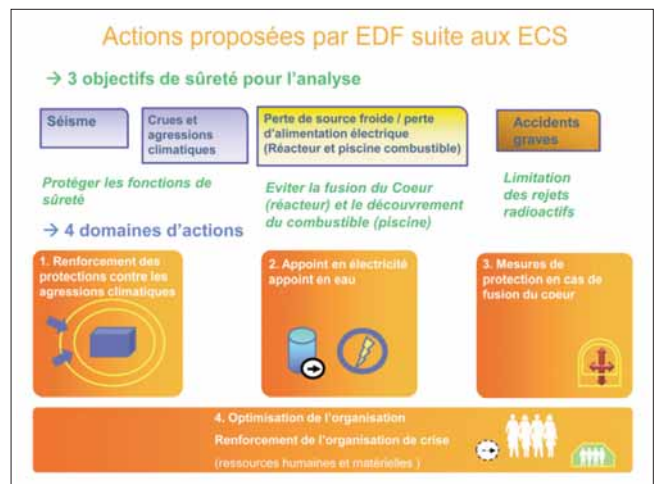 Actions proposées par EDF suite aux ECS
→ 3 objectifs de sûreté pour l'analyse
Séisme
Crues et
agressions
climatiques
Perte de source froide / perte
d'alimentation électrique
(Réacteur et piscine combustible)
Accidents
graves
Protéger les fonctions de
sûreté
Eviter la fusion du Coeur
(réacteur) et le découvrement
du combustible (piscine)
Limitation
des rejets
radioactifs
→ 4 domaines d'actions
1. Renforcement des
protections contre les
agressions climatiques
2. Appoint en électricité
appoint en eau
3. Mesures de
protection en cas de
fusion du coeur
4. Optimisation de l'organisation
Renforcement de l'organisation de crise
(ressources humaines et matérielles )